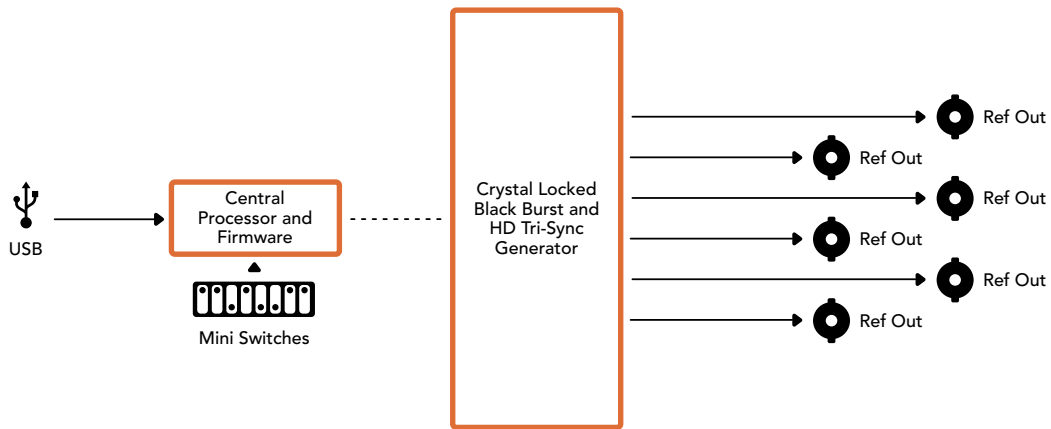 USB
Central
Processor and
Firmware
Mini Switches
Crystal Locked
Black Burst and
HD Tri-Sync
Generator
Ref Out
Ref Out
Ref Out
Ref Out
Ref Out
Ref Out